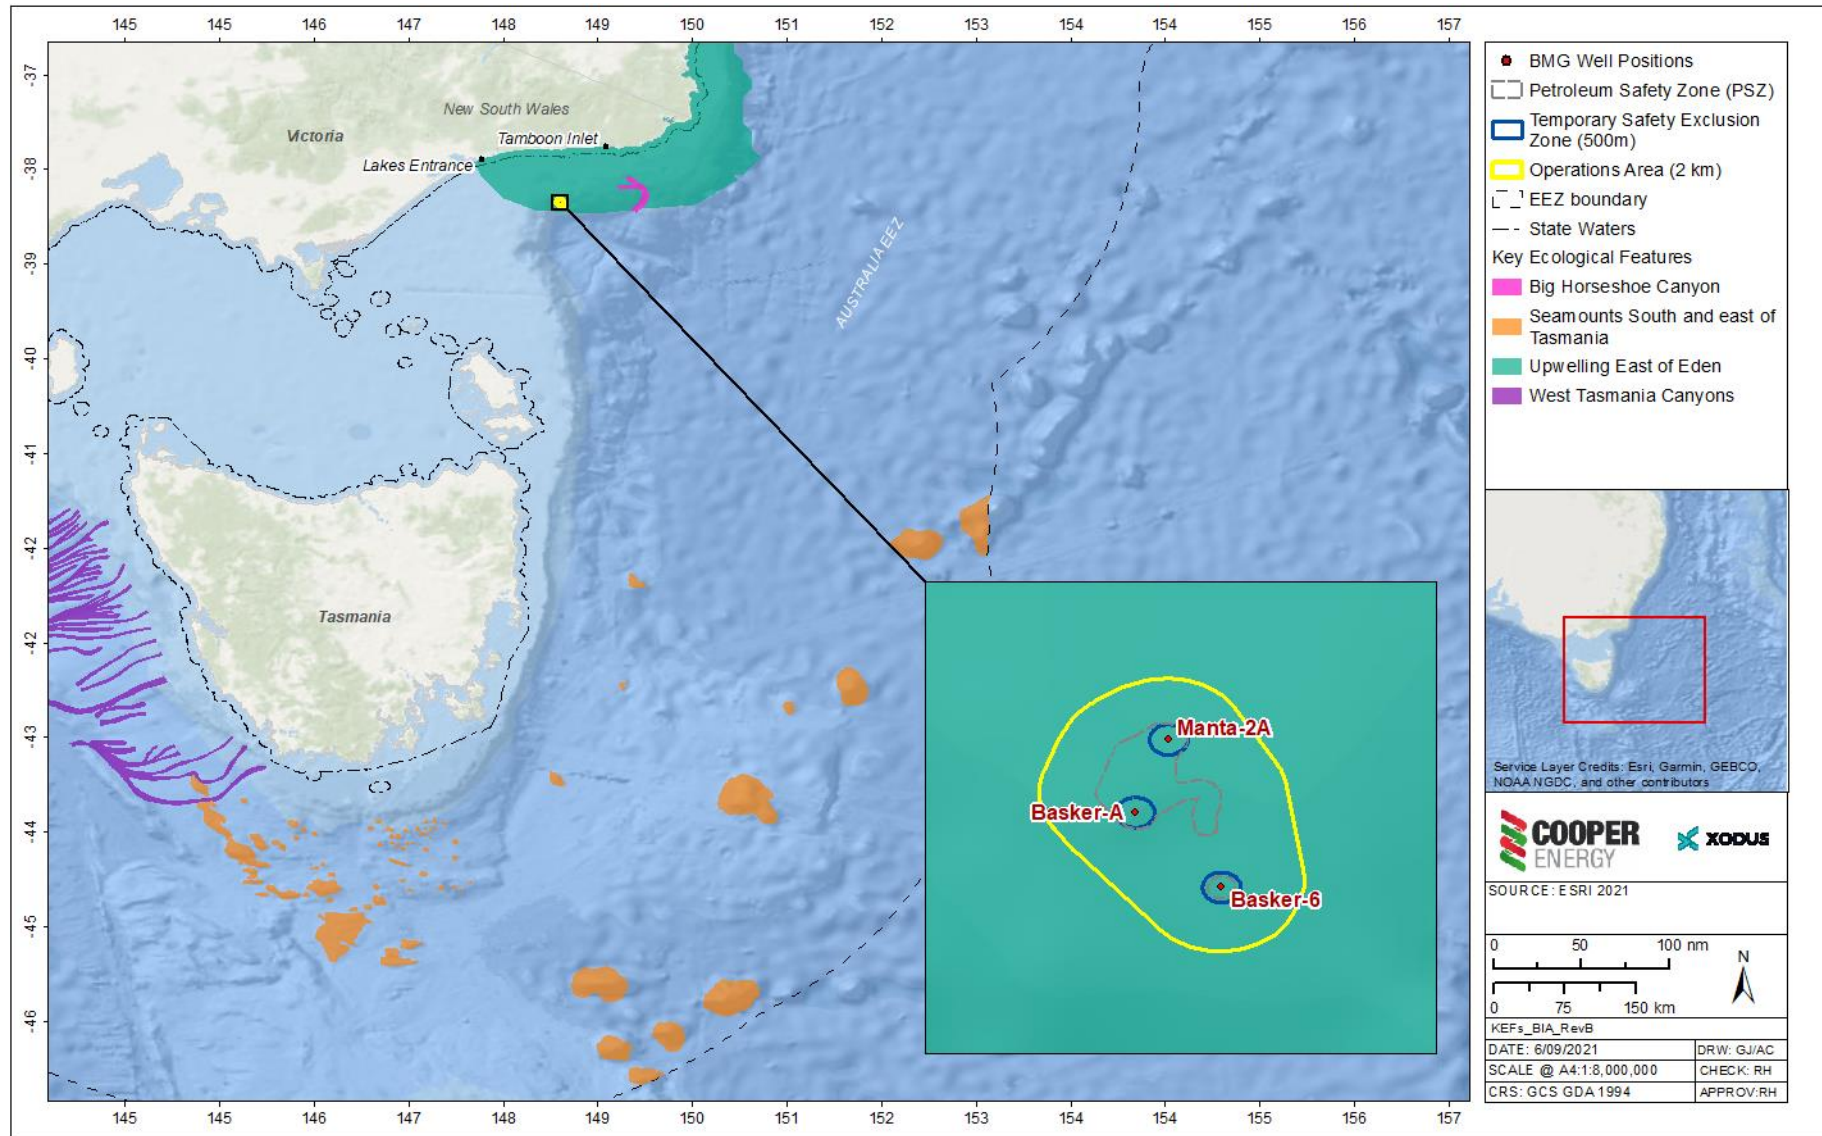 145 145 146 147 148 149 150 151 152 153 154 154 155 156 157
-37
-38
-39
-40
-41
-42
-42
-43
-44
-45
-46
New South Wales
Victoria
Tamboon Inlet
Lakes Entrance
AUSTRALIA EEZ
Tasmania
Manta-2A
Basker-A
Basker-6
145 145 146 147 148 149 150 151 152 153 154 154 155 156 157
BMG Well Positions
Petroleum Safety Zone (PSZ)
Temporary Safety Exclusion
Zone (500m)
Operations Area (2 km)
EEZ boundary
State Waters
Key Ecological Features
Big Horseshoe Canyon
Seamounts South and east of
Tasmania
Upwelling East of Eden
West Tasmania Canyons
Service Layer Credits: Esri, Garmin, GEBCO,
NOAA NGDC, and other contributors
COOPER
ENERGY
XODUS
SOURCE: ESRI 2021
0 50 100 nm
N
0 75 150 km
KEFs_BIA_RevB
DATE: 6/09/2021 DRW: GJ/AC
SCALE @ A4:1:8,000,000 CHECK: RH
CRS: GCS GDA 1994 APPROV:RH